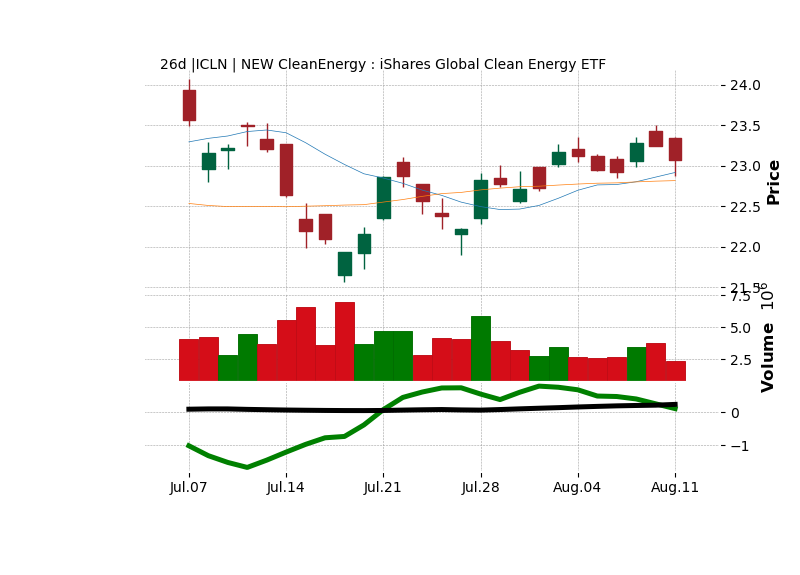 26d |ICLN | NEW CleanEnergy : iShares Global Clean Energy ETF
24.0
23.5
23.0
22.5
22.0
21.5
Price
7.5
5.0
2.5
Volume 10⁶
0
−1
Jul.07 Jul.14 Jul.21 Jul.28 Aug.04 Aug.11